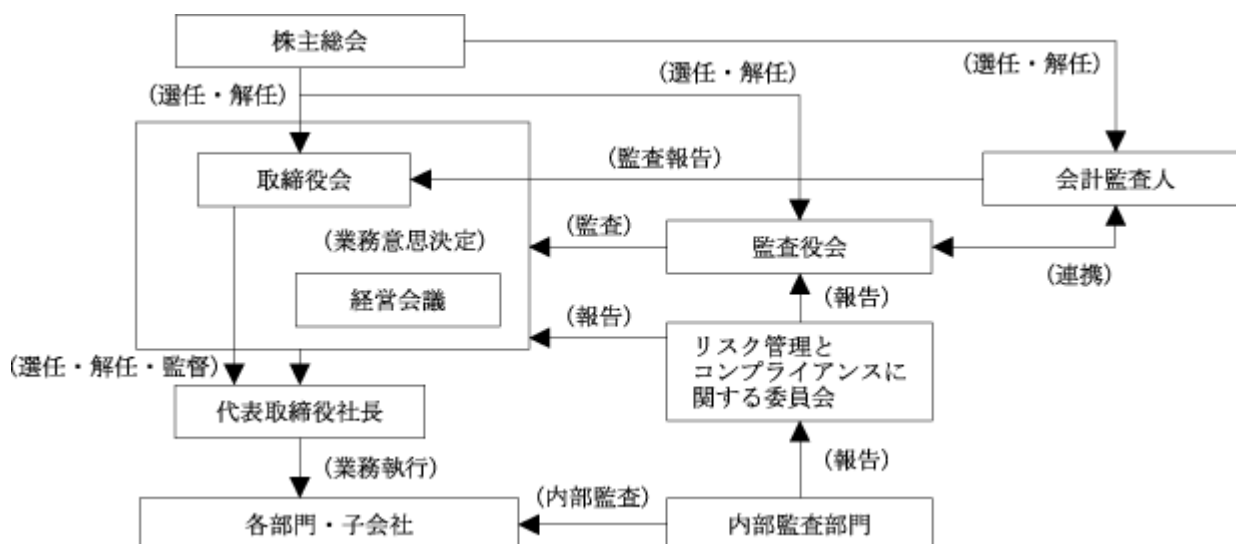 株主総会
(選任・解任)
(選任・解任)
(選任・解任)
取締役会
(監査報告)
会計監査人
(業務意思決定)
(監査)
監査役会
(連携)
経営会議
(報告)
(報告)
リスク管理と
コンプライアンスに
関する委員会
(選任・解任・監督)
代表取締役社長
(業務執行)
(報告)
(内部監査)
各部門・子会社
内部監査部門